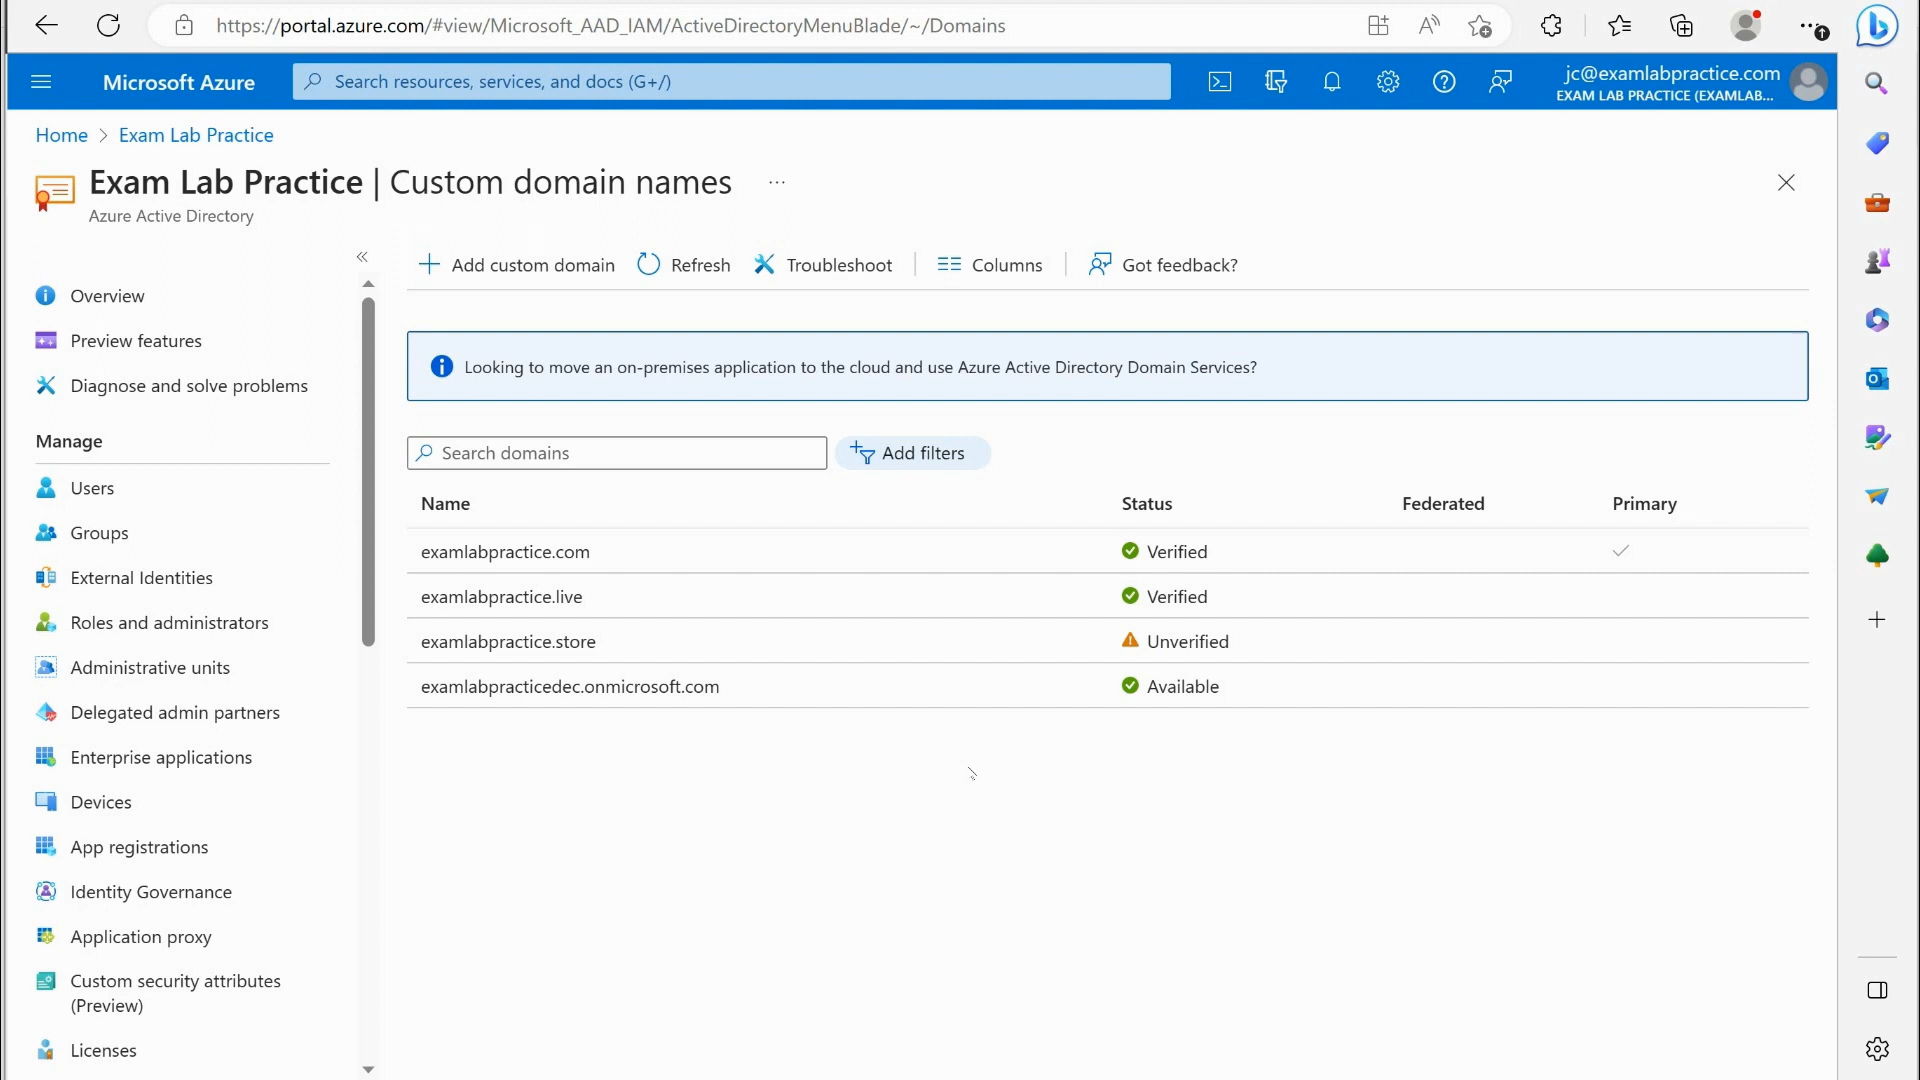 https://portal.azure.com/#view/Microsoft_AAD_IAM/ActiveDirectoryMenuBlade/~/Domains
Microsoft Azure
Search resources, services, and docs (G+/)
jc@examlabpractice.com
EXAM LAB PRACTICE (EXAMLAB...
Home > Exam Lab Practice
Exam Lab Practice | Custom domain names ...
Azure Active Directory
Add custom domain
Refresh
Troubleshoot
Columns
Got feedback?
Overview
Preview features
Diagnose and solve problems
Manage
Users
Groups
External Identities
Roles and administrators
Administrative units
Delegated admin partners
Enterprise applications
Devices
App registrations
Identity Governance
Application proxy
Custom security attributes
(Preview)
Licenses
Looking to move an on-premises application to the cloud and use Azure Active Directory Domain Services?
Search domains
Add filters
Name Status Federated Primary
examlabpractice.com Verified
examlabpractice.live Verified
examlabpractice.store Unverified
examlabpracticedec.onmicrosoft.com Available